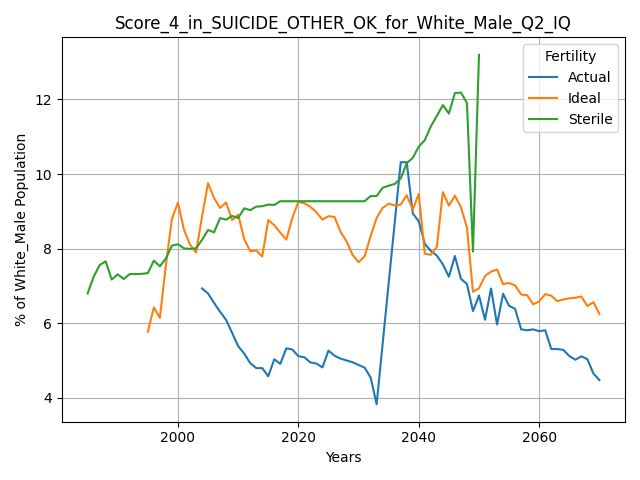 Score_4_in_SUICIDE_OTHER_OK_for_White_Male_Q2_IQ
Fertility
Actual
Ideal
Sterile
% of White_Male Population
12
10
8
6
4
2000
2020
2040
2060
Years